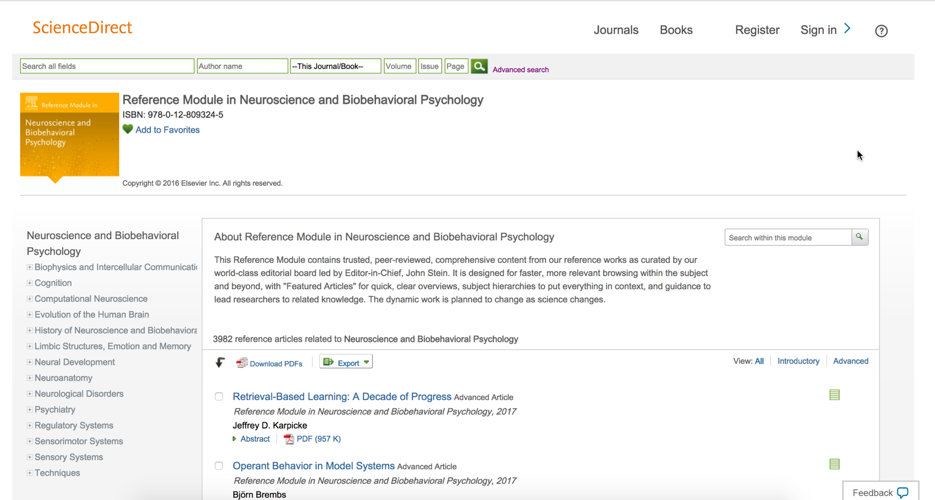 ScienceDirect
Journals Books Register Sign in
Search all fields Author name --This Journal/Book-- Volume Issue Page Advanced search
Reference Module in
Neuroscience and
Biobehavioral
Psychology
Reference Module in Neuroscience and Biobehavioral Psychology
ISBN: 978-0-12-809324-5
Add to Favorites
Copyright © 2016 Elsevier Inc. All rights reserved.
Neuroscience and Biobehavioral
Psychology
Biophysics and Intercellular Communicatio
Cognition
Computational Neuroscience
Evolution of the Human Brain
History of Neuroscience and Biobehaviora
Limbic Structures, Emotion and Memory
Neural Development
Neuroanatomy
Neurological Disorders
Psychiatry
Regulatory Systems
Sensorimotor Systems
Sensory Systems
Techniques
About Reference Module in Neuroscience and Biobehavioral Psychology
Search within this module
This Reference Module contains trusted, peer-reviewed, comprehensive content from our reference works as curated by our
world-class editorial board led by Editor-in-Chief, John Stein. It is designed for faster, more relevant browsing within the subject
and beyond, with "Featured Articles" for quick, clear overviews, subject hierarchies to put everything in context, and guidance to
lead researchers to related knowledge. The dynamic work is planned to change as science changes.
3982 reference articles related to Neuroscience and Biobehavioral Psychology
Download PDFs Export View: All Introductory Advanced
Retrieval-Based Learning: A Decade of Progress Advanced Article
Reference Module in Neuroscience and Biobehavioral Psychology, 2017
Jeffrey D. Karpicke
Abstract PDF (957 K)
Operant Behavior in Model Systems Advanced Article
Reference Module in Neuroscience and Biobehavioral Psychology, 2017
Björn Brembs
Feedback